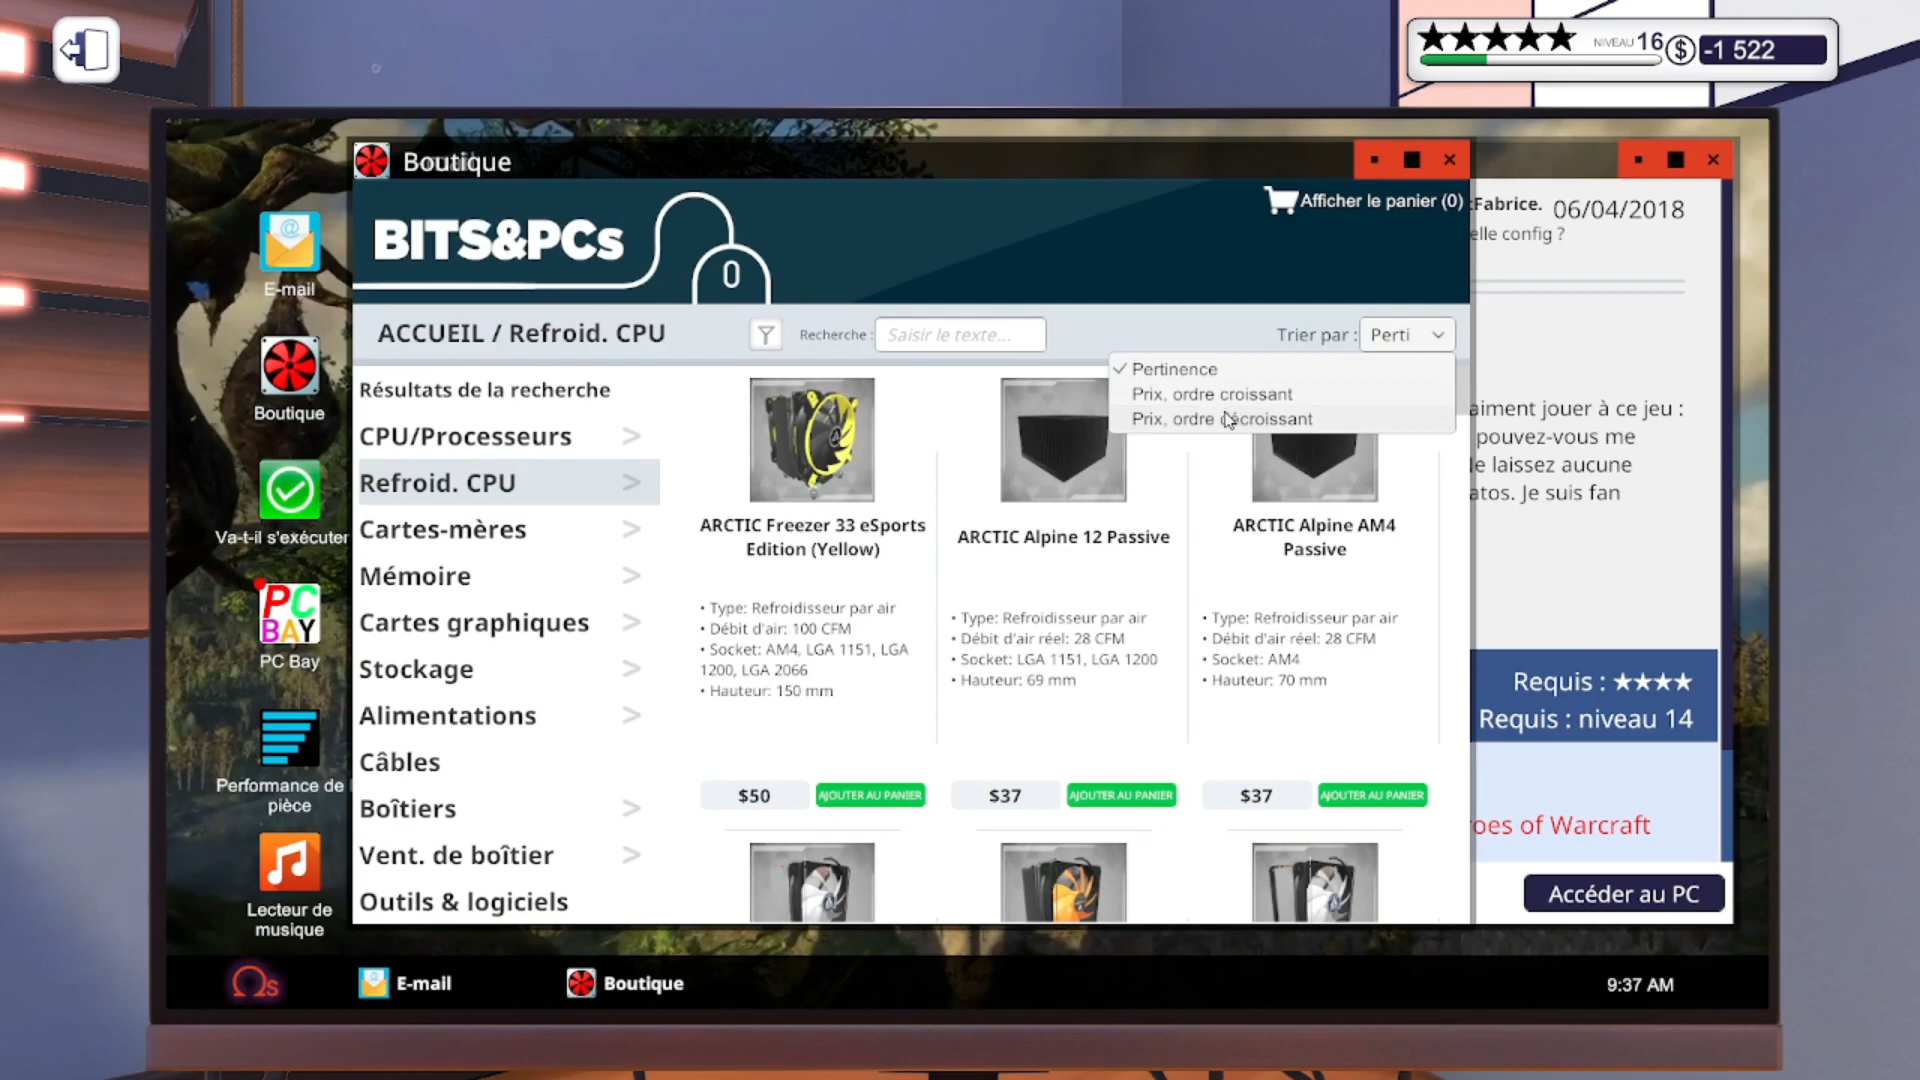 NIVEAU 16
$ -1 522
Boutique
BITS&PCs
Afficher le panier (0)
ACCUEIL / Refroid. CPU
Recherche :
Saisir le texte...
Trier par :
Perti
Pertinence
Prix, ordre croissant
Prix, ordre décroissant
Résultats de la recherche
CPU/Processeurs >
Refroid. CPU >
Cartes-mères >
Mémoire >
Cartes graphiques >
Stockage >
Alimentations >
Câbles
Boîtiers >
Vent. de boîtier >
Outils & logiciels
ARCTIC Freezer 33 eSports
Edition (Yellow)
• Type: Refroidisseur par air
• Débit d'air: 100 CFM
• Socket: AM4, LGA 1151, LGA
1200, LGA 2066
• Hauteur: 150 mm
$50
AJOUTER AU PANIER
ARCTIC Alpine 12 Passive
• Type: Refroidisseur par air
• Débit d'air réel: 28 CFM
• Socket: LGA 1151, LGA 1200
• Hauteur: 69 mm
$37
AJOUTER AU PANIER
ARCTIC Alpine AM4
Passive
• Type: Refroidisseur par air
• Débit d'air réel: 28 CFM
• Socket: AM4
• Hauteur: 70 mm
$37
AJOUTER AU PANIER
Fabrice.
06/04/2018
elle config ?
aiment jouer à ce jeu :
pouvez-vous me
le laissez aucune
atos. Je suis fan
Requis : ★★★★
Requis : niveau 14
oes of Warcraft
Accéder au PC
E-mail
Boutique
Va-t-il s'exécuter
PC
BAY
PC Bay
Performance de
pièce
Lecteur de
musique
Ωs
E-mail
Boutique
9:37 AM